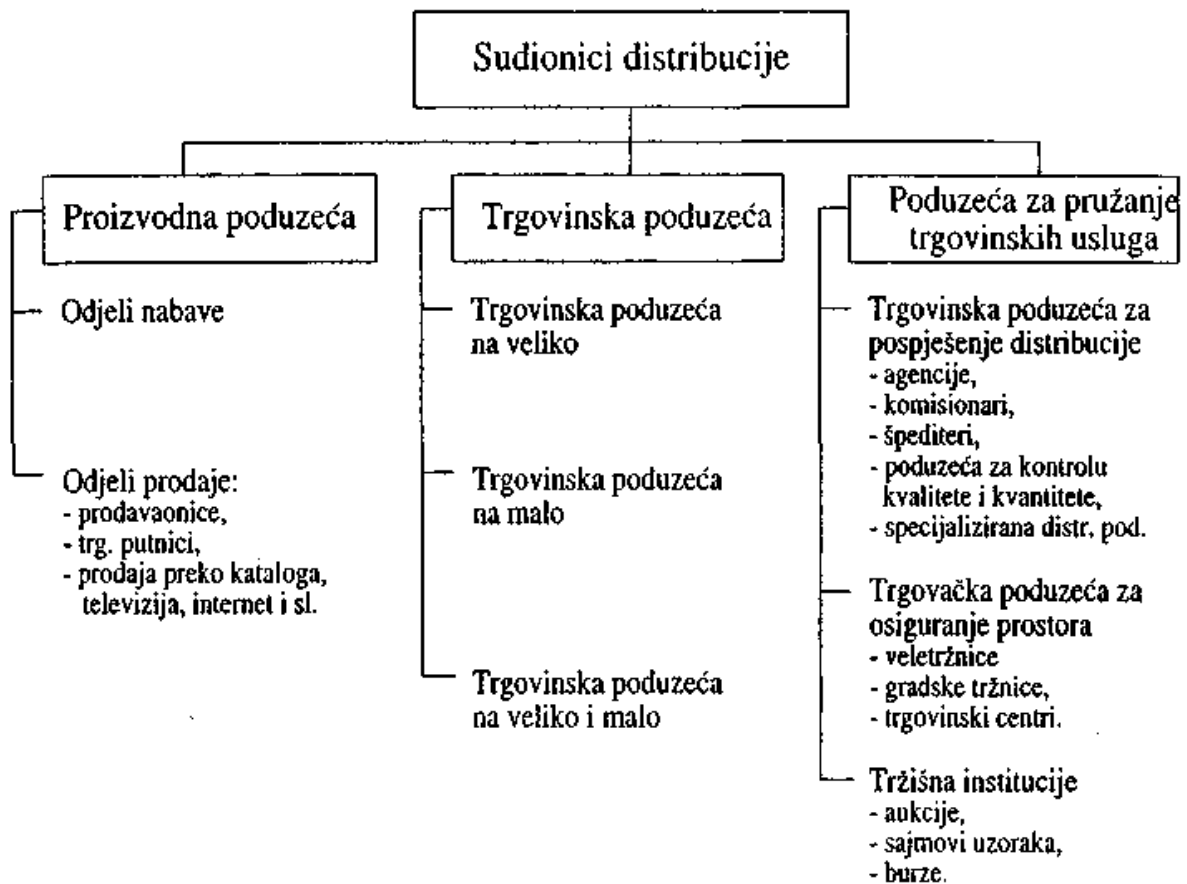 Sudionici distribucije
Proizvodna poduzeća
Odjeli nabave
Odjeli prodaje:
- prodavaonice,
- trg. putnici,
- prodaja preko kataloga,
televizija, internet i sl.
Trgovinska poduzeća
Trgovinska poduzeća
na veliko
Trgovinska poduzeća
na malo
Trgovinska poduzeća
na veliko i malo
Poduzeća za pružanje
trgovinskih usluga
Trgovinska poduzeća za
pospješenje distribucije
- agencije,
- komisionari,
- špediteri,
- poduzeća za kontrolu
kvalitete i kvantitete,
- specijalizirana distr. pod.
Trgovačka poduzeća za
osiguranje prostora
- veletržnice
- gradske tržnice,
- trgovinski centri.
Tržišna institucije
- aukcije,
- sajmovi uzoraka,
- burze.